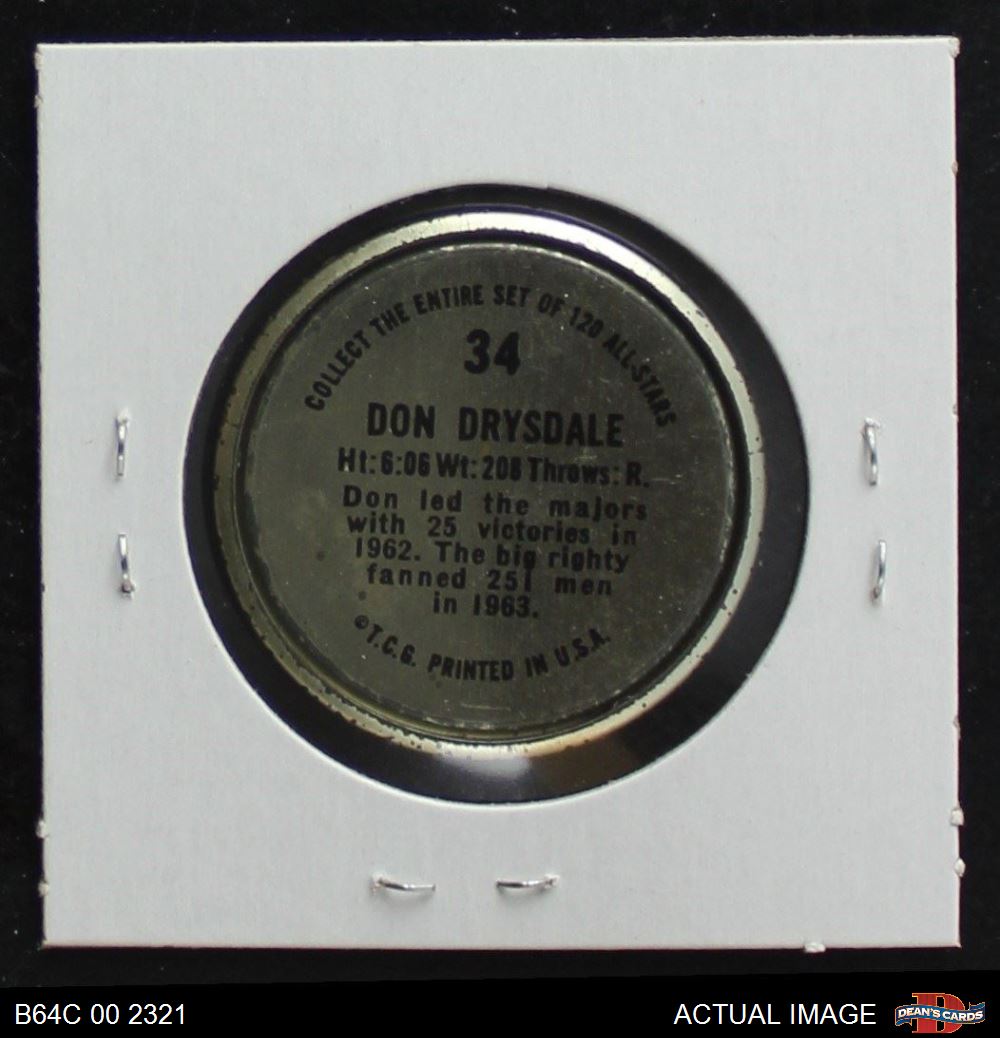 COLLECT THE ENTIRE SET OF 120 ALL-STARS
34
DON DRYSDALE
Ht:6:06 Wt:208 Throws: R.
Don led the majors
with 25 victories in
1962. The big righty
fanned 251 men
in 1963.
©T.C.G. PRINTED IN U.S.A.
B64C 00 2321
ACTUAL IMAGE
D
DEAN'S CARDS